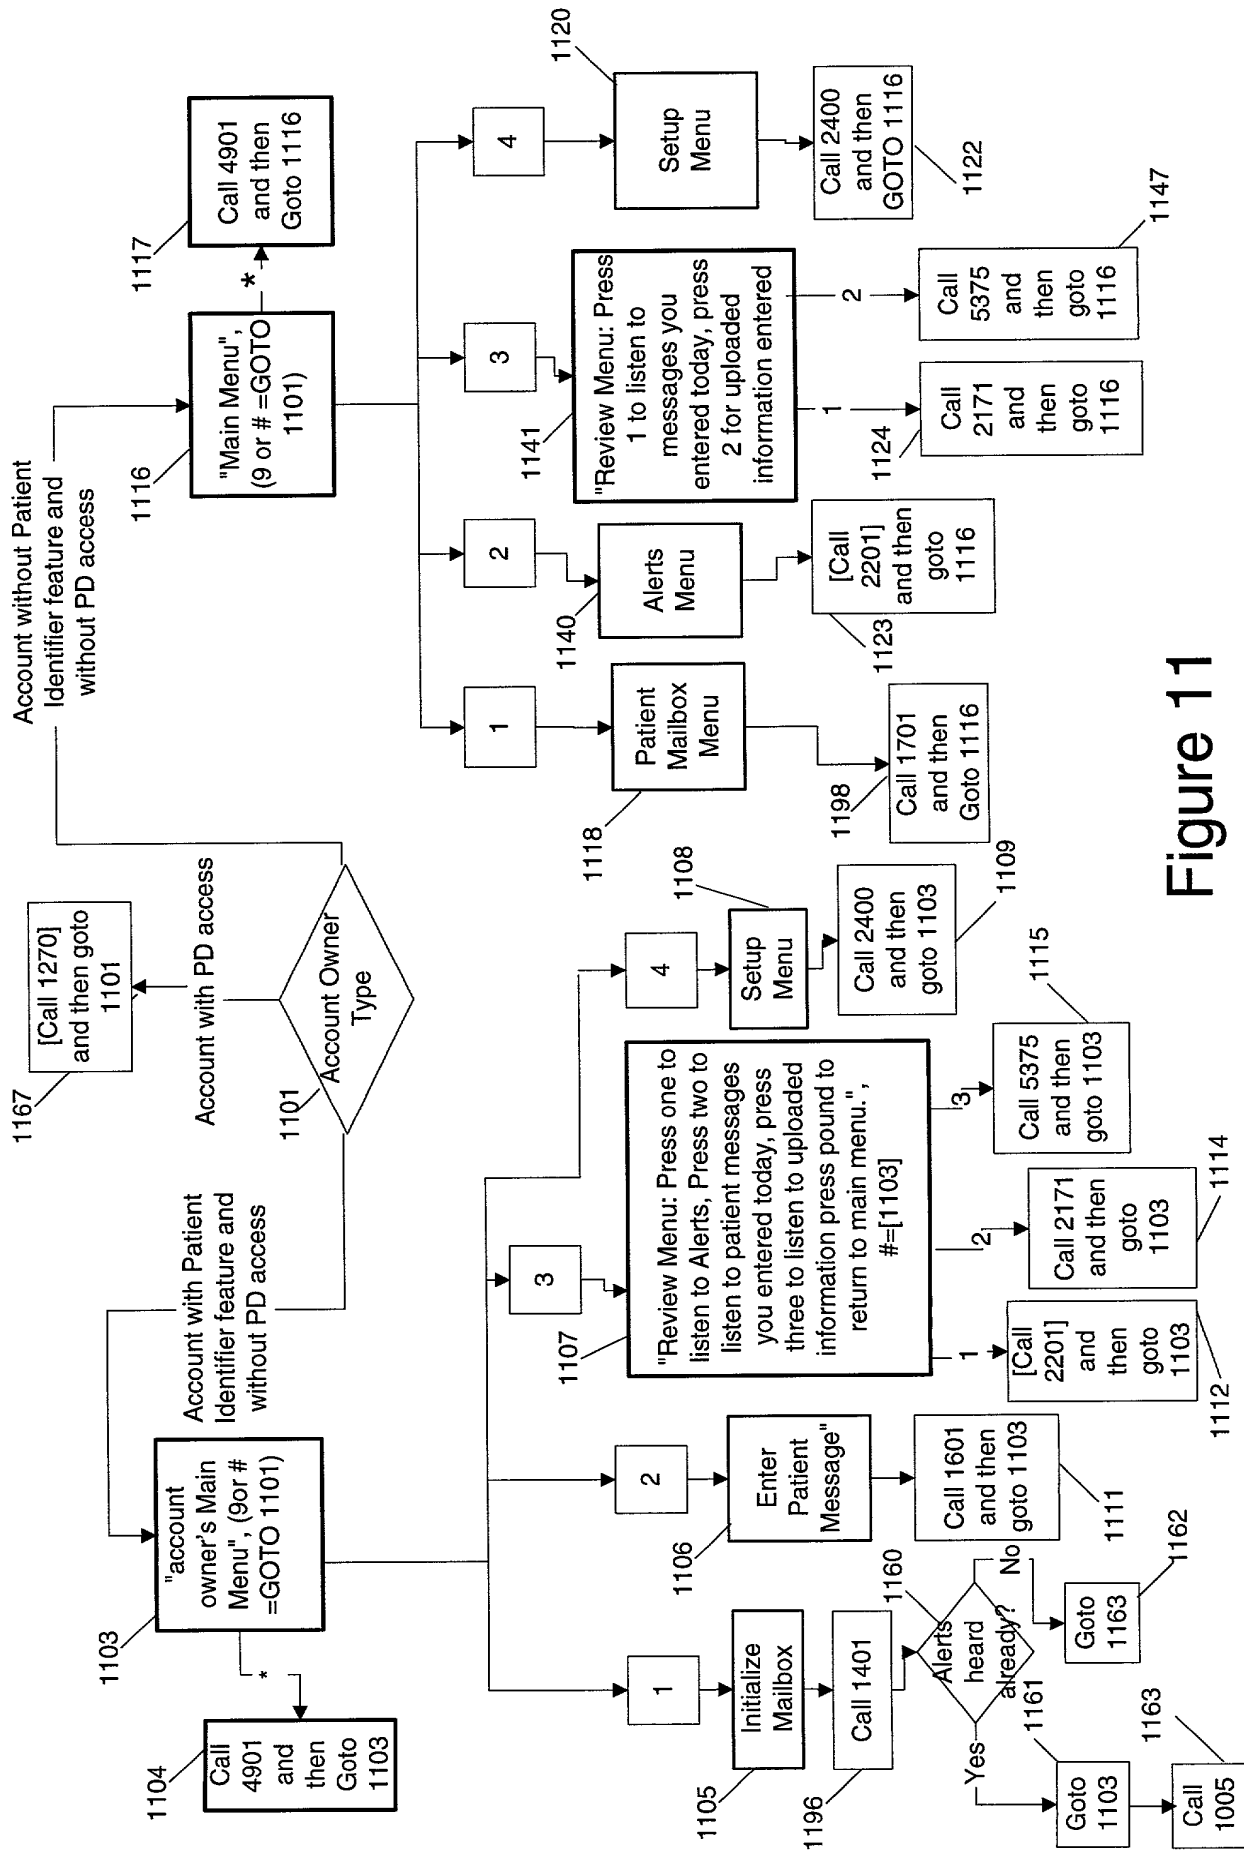 1167
[Call 1270]
and then goto
1101
Account with PD access
1101
Account Owner
Type
Account with Patient
Identifier feature and
without PD access
Account without Patient
Identifier feature and
without PD access
1103
"account
owner's Main
Menu", (9or #
=GOTO 1101)
*
1104
Call
4901
and
then
Goto
1103
1
1105
Initialize
Mailbox
1196
Call 1401
1160
Alerts
heard
already?
Yes
No
1161
Goto
1103
1163
Call
1005
1162
Goto
1163
2
1106
Enter
Patient
Message"
1111
Call 1601
and then
goto 1103
3
1107
"Review Menu: Press one to
listen to Alerts, Press two to
listen to patient messages
you entered today, press
three to listen to uploaded
information press pound to
return to main menu.",
#=[1103]
1
[Call
2201]
and
then
goto
1103
1112
2
Call 2171
and then
goto
1103
1114
3
Call 5375
and then
goto 1103
1115
4
1108
Setup
Menu
Call 2400
and then
goto 1103
1109
1116
"Main Menu",
(9 or # =GOTO
1101)
*
1117
Call 4901
and then
Goto 1116
1
1118
Patient
Mailbox
Menu
1198
Call 1701
and then
Goto 1116
2
1140
Alerts
Menu
1123
[Call
2201]
and then
goto
1116
3
1141
"Review Menu: Press
1 to listen to
messages you
entered today, press
2 for uploaded
information entered
1
1124
Call
2171
and
then
goto
1116
2
1147
Call
5375
and
then
goto
1116
4
1120
Setup
Menu
Call 2400
and then
GOTO 1116
1122
Figure 11